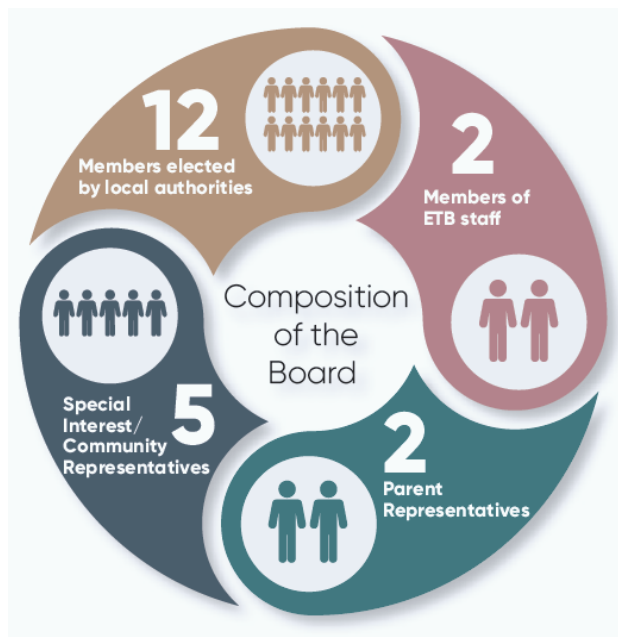 12
Members elected
by local authorities
2
Members of
ETB staff
Composition
of the
Board
Special
Interest/
Community
Representatives
5
2
Parent
Representatives